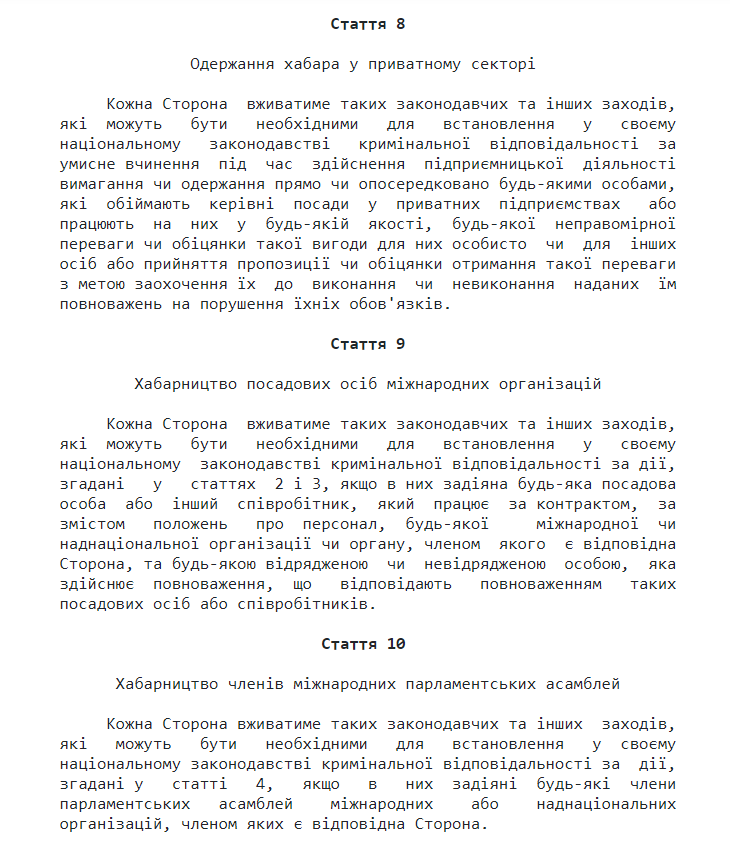 Стаття 8
Одержання хабара у приватному секторі
Кожна Сторона вживатиме таких законодавчих та інших заходів,
які можуть бути необхідними для встановлення у своєму
національному законодавстві кримінальної відповідальності за
умисне вчинення під час здійснення підприємницької діяльності
вимагання чи одержання прямо чи опосередковано будь-якими особами,
які обіймають керівні посади у приватних підприємствах або
працюють на них у будь-якій якості, будь-якої неправомірної
переваги чи обіцянки такої вигоди для них особисто чи для інших
осіб або прийняття пропозиції чи обіцянки отримання такої переваги
з метою заохочення їх до виконання чи невиконання наданих їм
повноважень на порушення їхніх обов'язків.
Стаття 9
Хабарництво посадових осіб міжнародних організацій
Кожна Сторона вживатиме таких законодавчих та інших заходів,
які можуть бути необхідними для встановлення у своєму
національному законодавстві кримінальної відповідальності за дії,
згадані у статтях 2 і 3, якщо в них задіяна будь-яка посадова
особа або інший співробітник, який працює за контрактом, за
змістом положень про персонал, будь-якої міжнародної чи
наднаціональної організації чи органу, членом якого є відповідна
Сторона, та будь-якою відрядженою чи невідрядженою особою, яка
здійснює повноваження, що відповідають повноваженням таких
посадових осіб або співробітників.
Стаття 10
Хабарництво членів міжнародних парламентських асамблей
Кожна Сторона вживатиме таких законодавчих та інших заходів,
які можуть бути необхідними для встановлення у своєму
національному законодавстві кримінальної відповідальності за дії,
згадані у статті 4, якщо в них задіяні будь-які члени
парламентських асамблей міжнародних або наднаціональних
організацій, членом яких є відповідна Сторона.